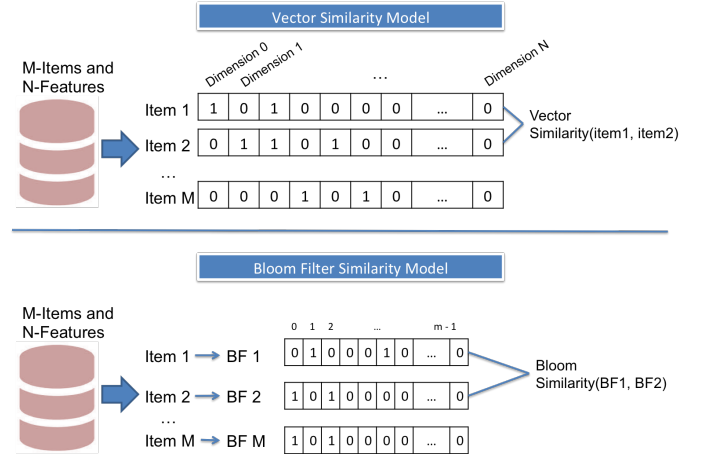 Vector Similarity Model
M-Items and
N-Features
Dimension 0
Dimension 1
...
Dimension N
Item 1
1 0 1 0 0 0 0 ... 0
Item 2
0 1 1 0 1 0 0 ... 0
...
Item M
0 0 0 1 0 1 0 ... 0
Vector
Similarity(item1, item2)
Bloom Filter Similarity Model
M-Items and
N-Features
0 1 2 ... m - 1
Item 1 BF 1
0 1 0 0 0 1 0 ... 0
Item 2 BF 2
1 0 1 0 0 0 0 ... 0
...
Item M BF M
1 0 1 0 0 0 0 ... 0
Bloom
Similarity(BF1, BF2)